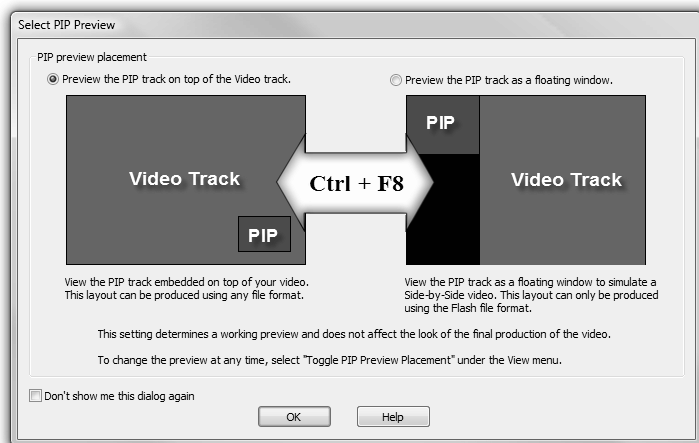 Select PIP Preview
PIP preview placement
Preview the PIP track on top of the Video track.
Preview the PIP track as a floating window.
Video Track
PIP
Ctrl + F8
PIP
Video Track
View the PIP track embedded on top of your video.
This layout can be produced using any file format.
View the PIP track as a floating window to simulate a
Side-by-Side video. This layout can only be produced
using the Flash file format.
This setting determines a working preview and does not affect the look of the final production of the video.
To change the preview at any time, select "Toggle PIP Preview Placement" under the View menu.
Don't show me this dialog again
OK
Help